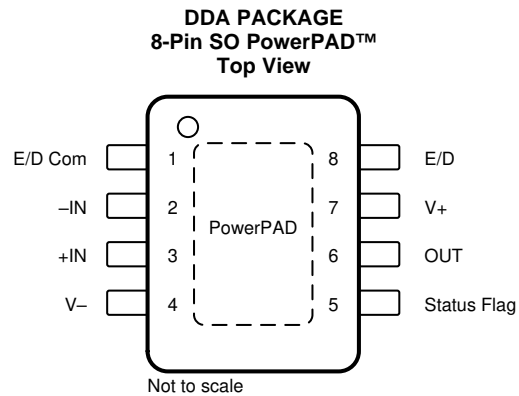 DDA PACKAGE
8-Pin SO PowerPAD™
Top View
E/D Com 1 8 E/D
–IN 2 7 V+
PowerPAD
+IN 3 6 OUT
V– 4 5 Status Flag
Not to scale